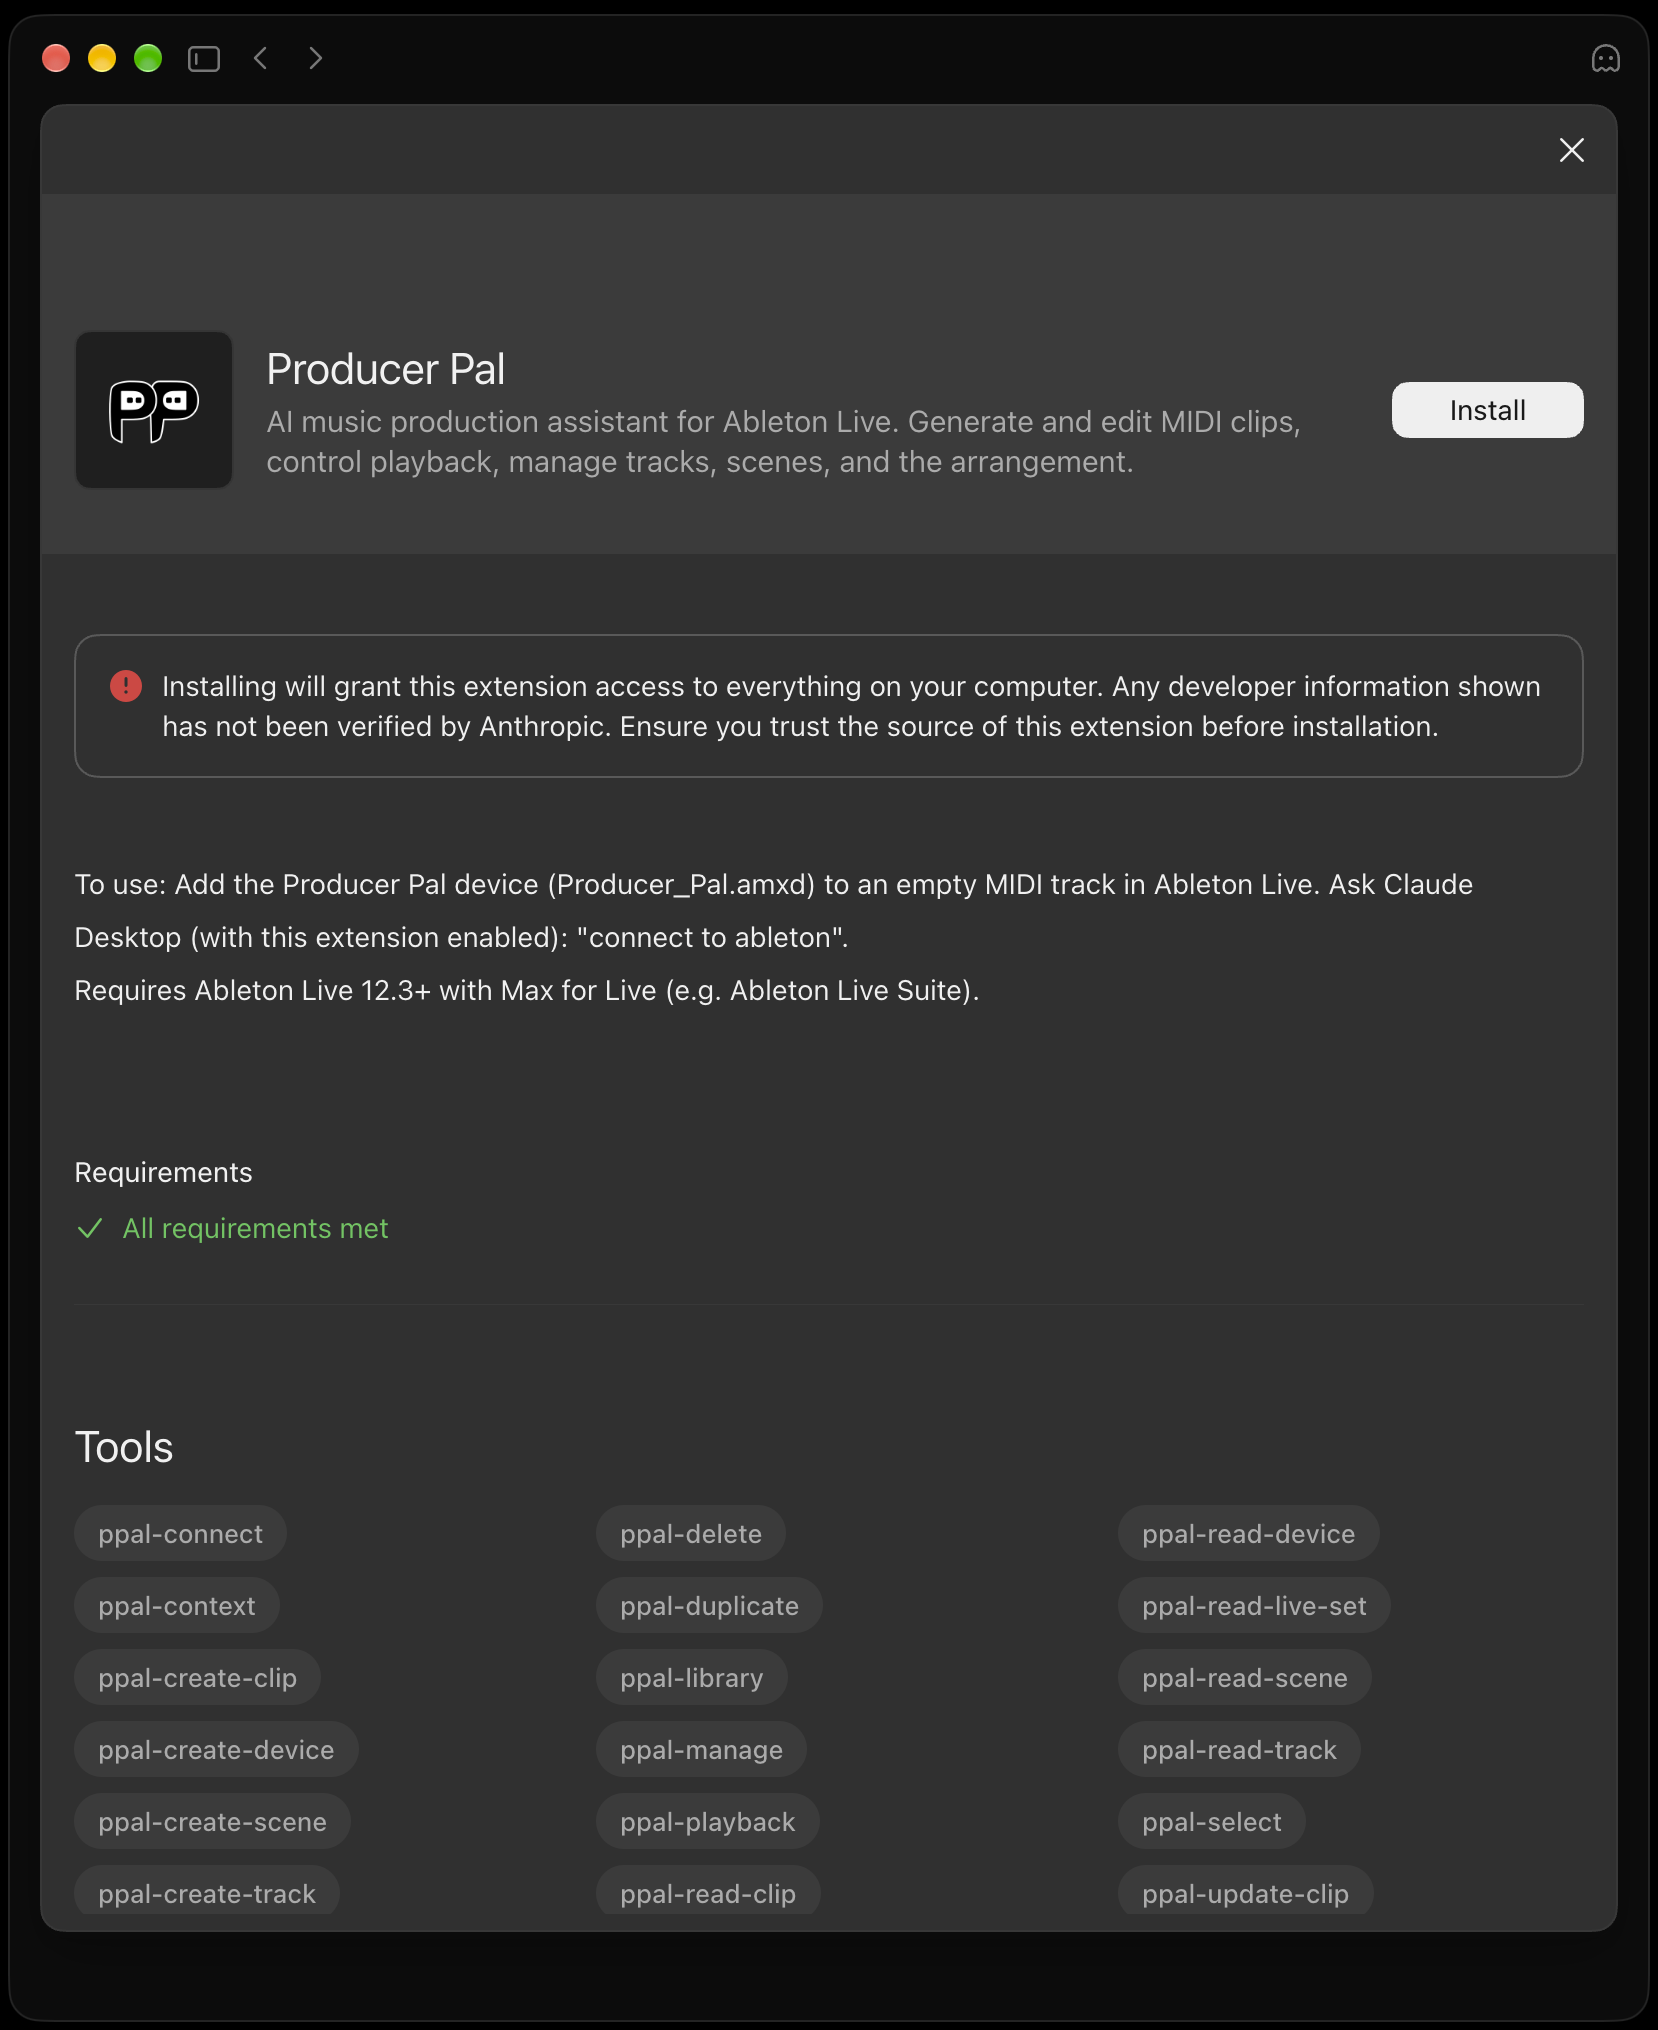 Producer Pal
AI music production assistant for Ableton Live. Generate and edit MIDI clips,
control playback, manage tracks, scenes, and the arrangement.
Install
Installing will grant this extension access to everything on your computer. Any developer information shown
has not been verified by Anthropic. Ensure you trust the source of this extension before installation.
To use: Add the Producer Pal device (Producer_Pal.amxd) to an empty MIDI track in Ableton Live. Ask Claude
Desktop (with this extension enabled): "connect to ableton".
Requires Ableton Live 12.3+ with Max for Live (e.g. Ableton Live Suite).
Requirements
All requirements met
Tools
ppal-connect
ppal-delete
ppal-read-device
ppal-context
ppal-duplicate
ppal-read-live-set
ppal-create-clip
ppal-library
ppal-read-scene
ppal-create-device
ppal-manage
ppal-read-track
ppal-create-scene
ppal-playback
ppal-select
ppal-create-track
ppal-read-clip
ppal-update-clip